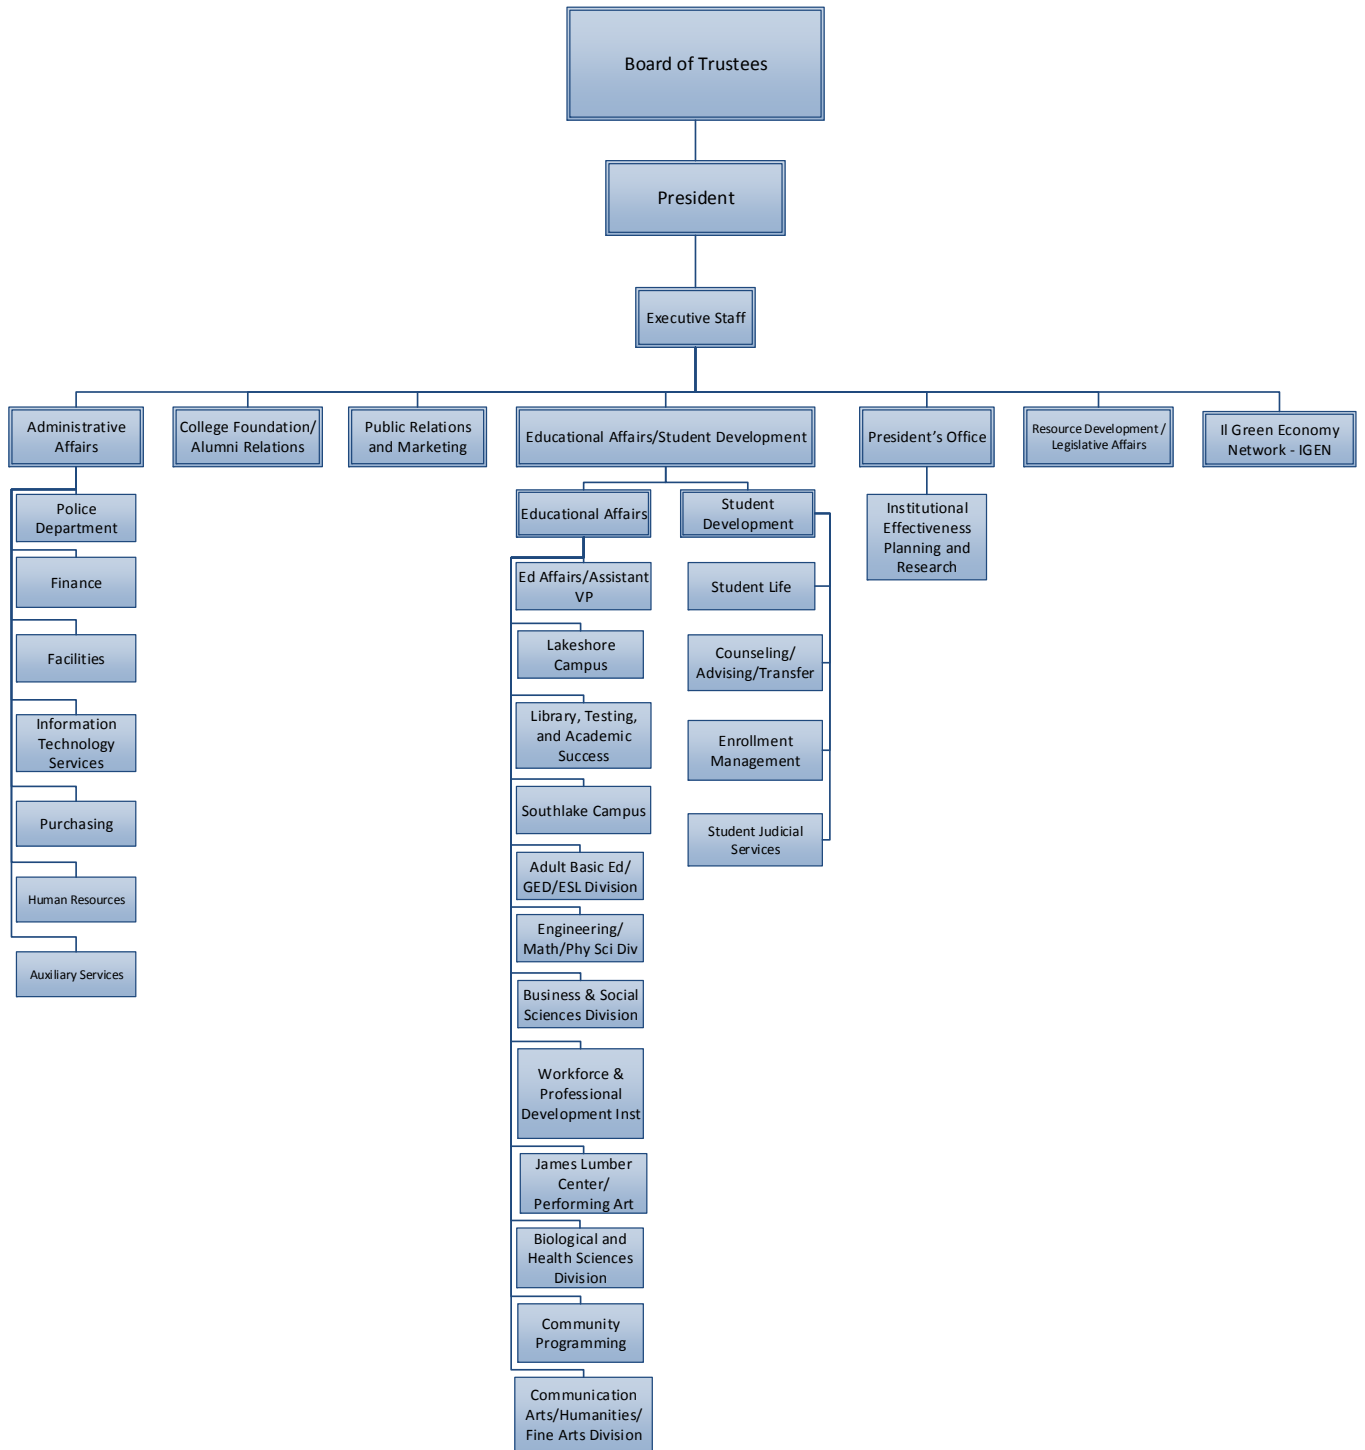 Board of Trustees
President
Executive Staff
Administrative
Affairs
College Foundation/
Alumni Relations
Public Relations
and Marketing
Educational Affairs/Student Development
President’s Office
Resource Development /
Legislative Affairs
Il Green Economy
Network - IGEN
Police
Department
Finance
Facilities
Information
Technology
Services
Purchasing
Human Resources
Auxiliary Services
Educational Affairs
Ed Affairs/Assistant
VP
Lakeshore
Campus
Library, Testing,
and Academic
Success
Southlake Campus
Adult Basic Ed/
GED/ESL Division
Engineering/
Math/Phy Sci Div
Business & Social
Sciences Division
Workforce &
Professional
Development Inst
James Lumber
Center/
Performing Art
Biological and
Health Sciences
Division
Community
Programming
Communication
Arts/Humanities/
Fine Arts Division
Student
Development
Student Life
Counseling/
Advising/Transfer
Enrollment
Management
Student Judicial
Services
Institutional
Effectiveness
Planning and
Research